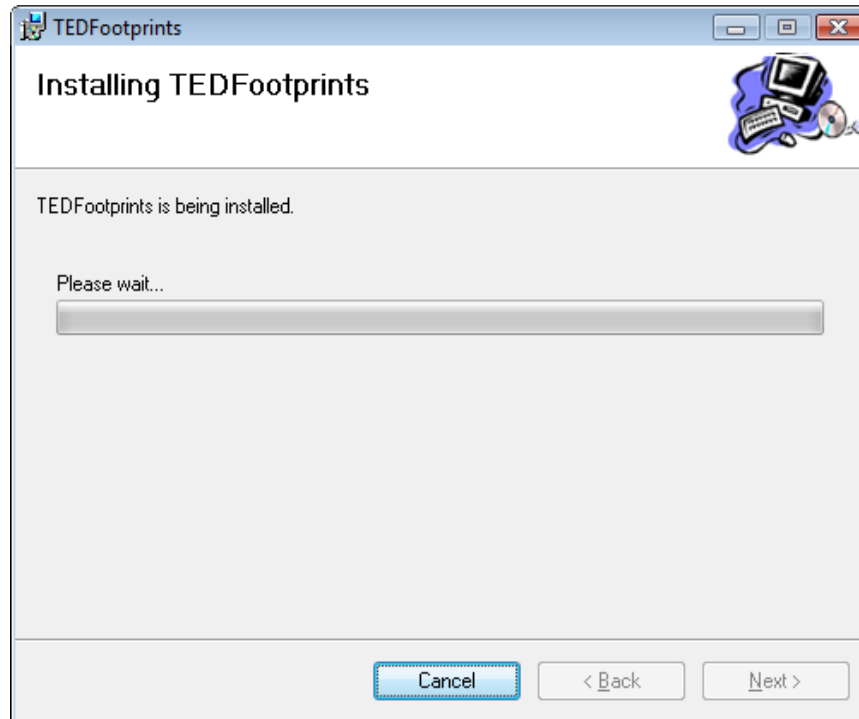 TEDFootprints
Installing TEDFootprints
TEDFootprints is being installed.
Please wait...
Cancel
< Back
Next >